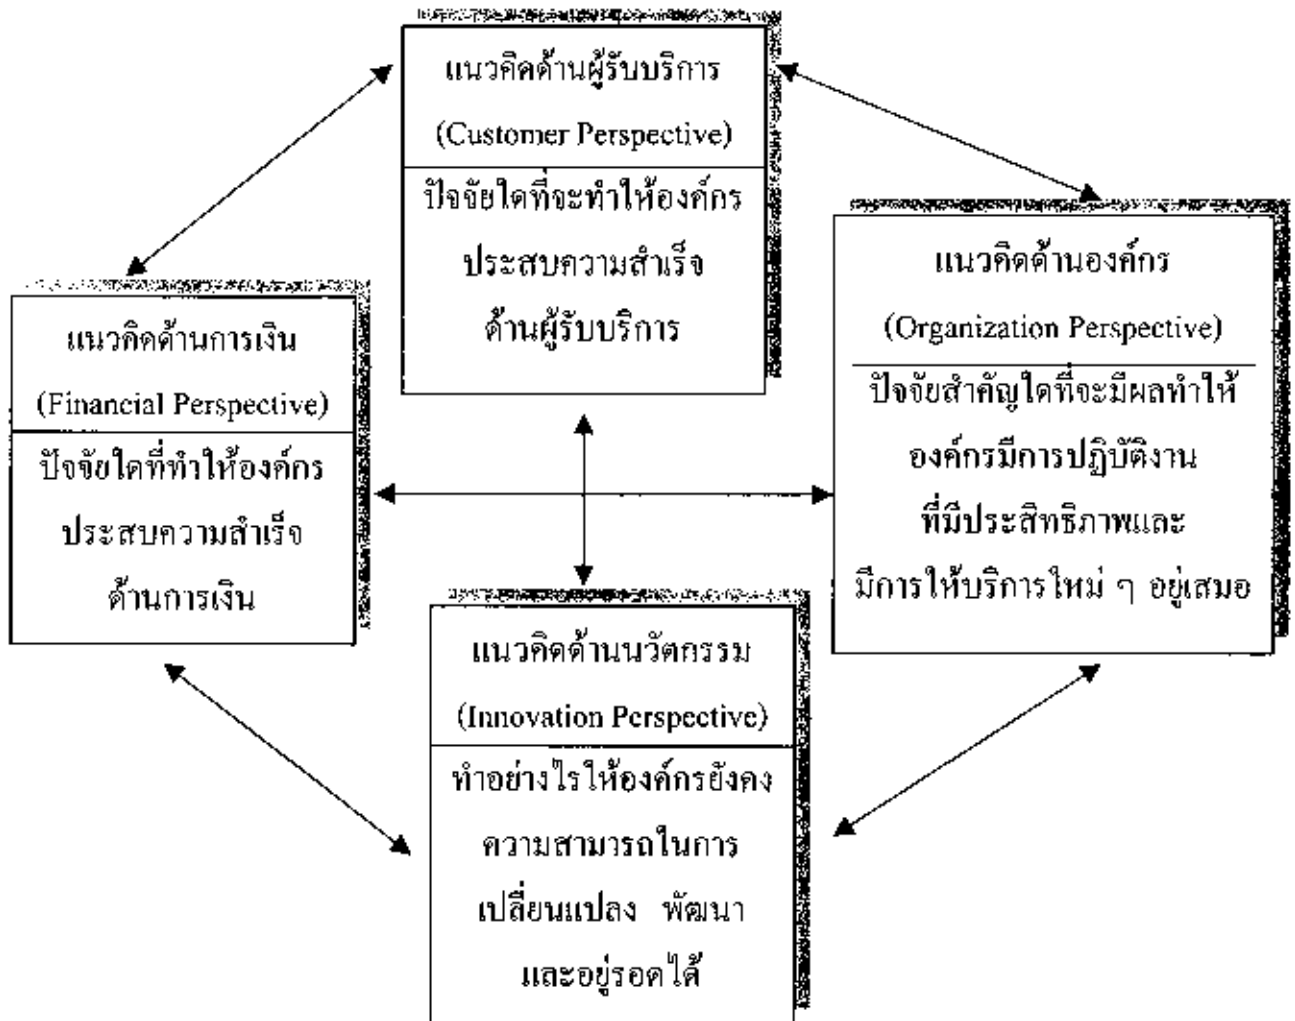 แนวคิดด้านผู้รับบริการ
(Customer Perspective)
ปัจจัยใดที่จะทำให้องค์กร
ประสบความสำเร็จ
ด้านผู้รับบริการ
แนวคิดด้านการเงิน
(Financial Perspective)
ปัจจัยใดที่ทำให้องค์กร
ประสบความสำเร็จ
ด้านการเงิน
แนวคิดด้านองค์กร
(Organization Perspective)
ปัจจัยสำคัญใดที่จะมีผลทำให้
องค์กรมีการปฏิบัติงาน
ที่มีประสิทธิภาพและ
มีการให้บริการใหม่ ๆ อยู่เสมอ
แนวคิดด้านนวัตกรรม
(Innovation Perspective)
ทำอย่างไรให้องค์กรยังคง
ความสามารถในการ
เปลี่ยนแปลง พัฒนา
และอยู่รอดได้